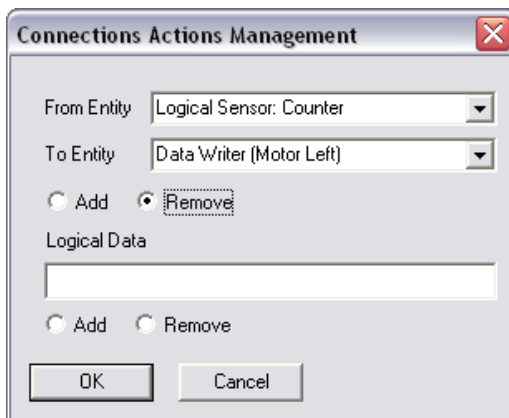 Connections Actions Management
From Entity Logical Sensor: Counter
To Entity Data Writer (Motor Left)
Add Remove
Logical Data
Add Remove
OK Cancel